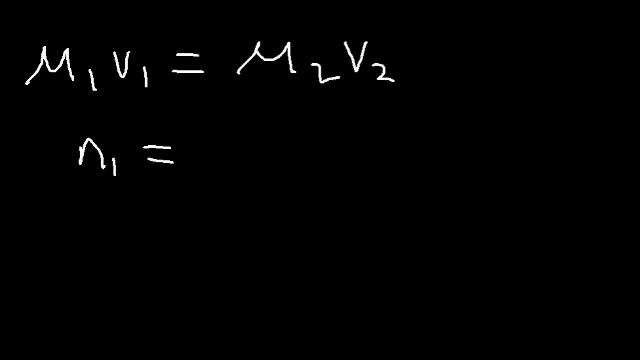 M₁V₁ = M₂V₂
n₁ =